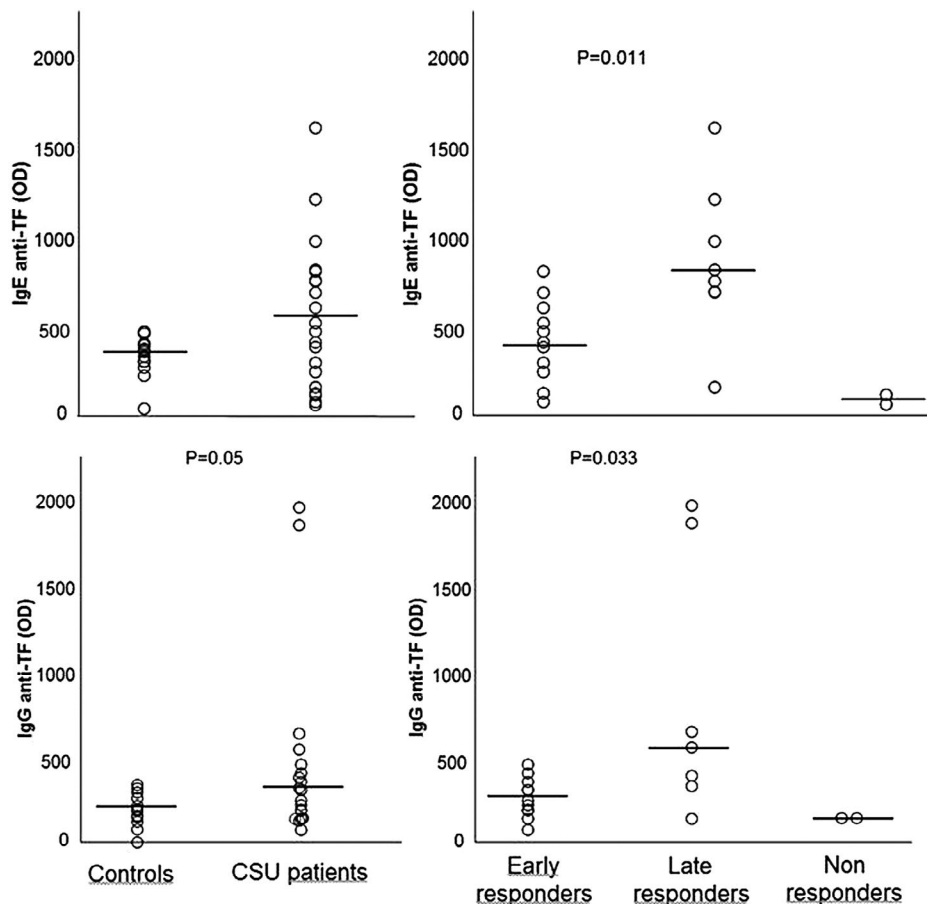 2000
1500
1000
500
0
IgE anti-TF (OD)
P=0.011
2000
1500
1000
500
0
IgE anti-TF (OD)
P=0.05
2000
1500
1000
500
0
IgG anti-TF (OD)
Controls
CSU patients
P=0.033
2000
1500
1000
500
0
IgG anti-TF (OD)
Early
responders
Late
responders
Non
responders